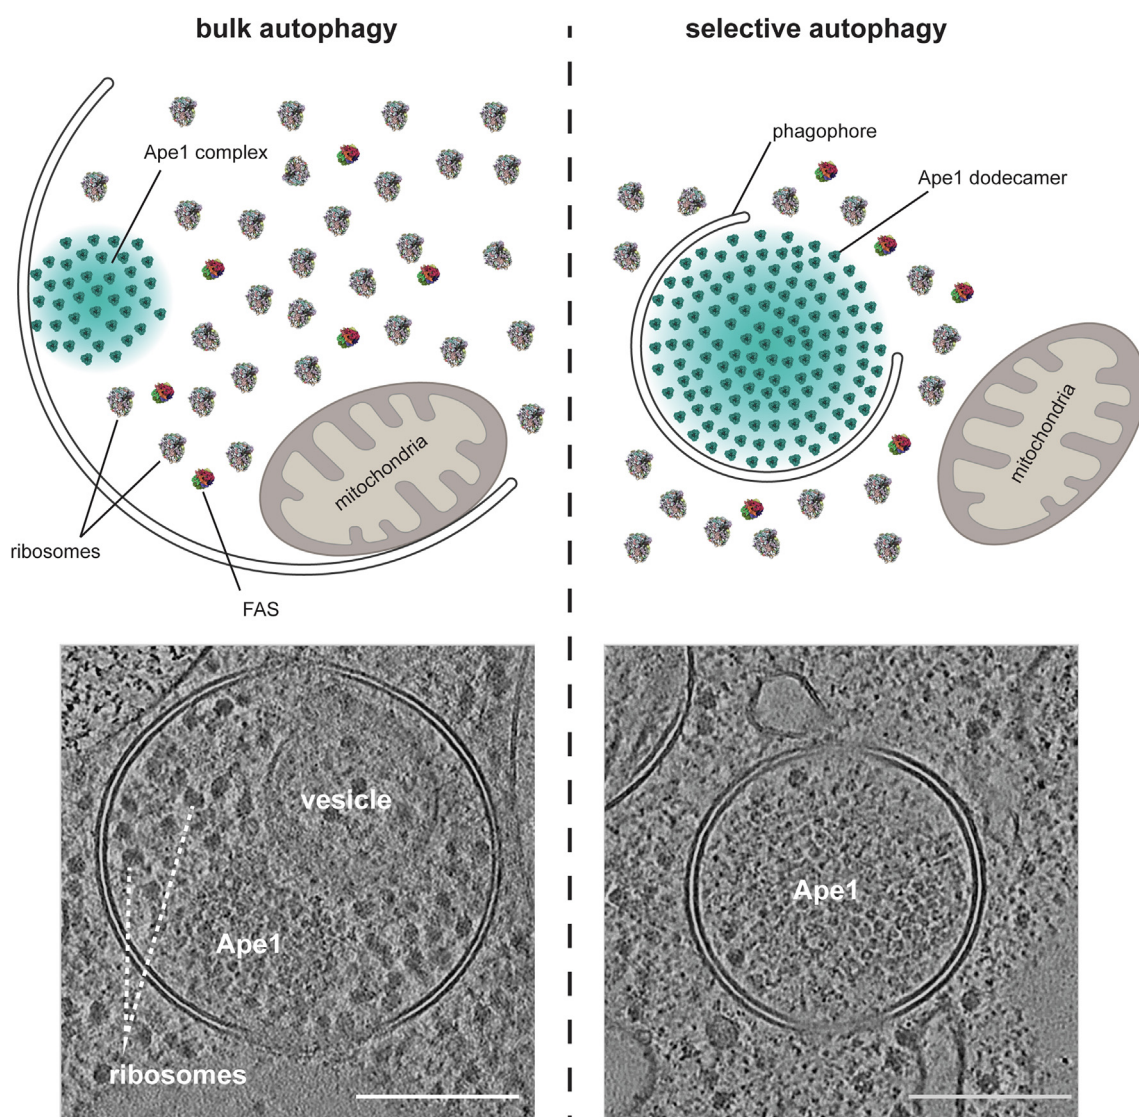 bulk autophagy
selective autophagy
phagophore
Ape1 complex
Ape1 dodecamer
mitochondria
mitochondria
ribosomes
FAS
vesicle
Ape1
Ape1
ribosomes